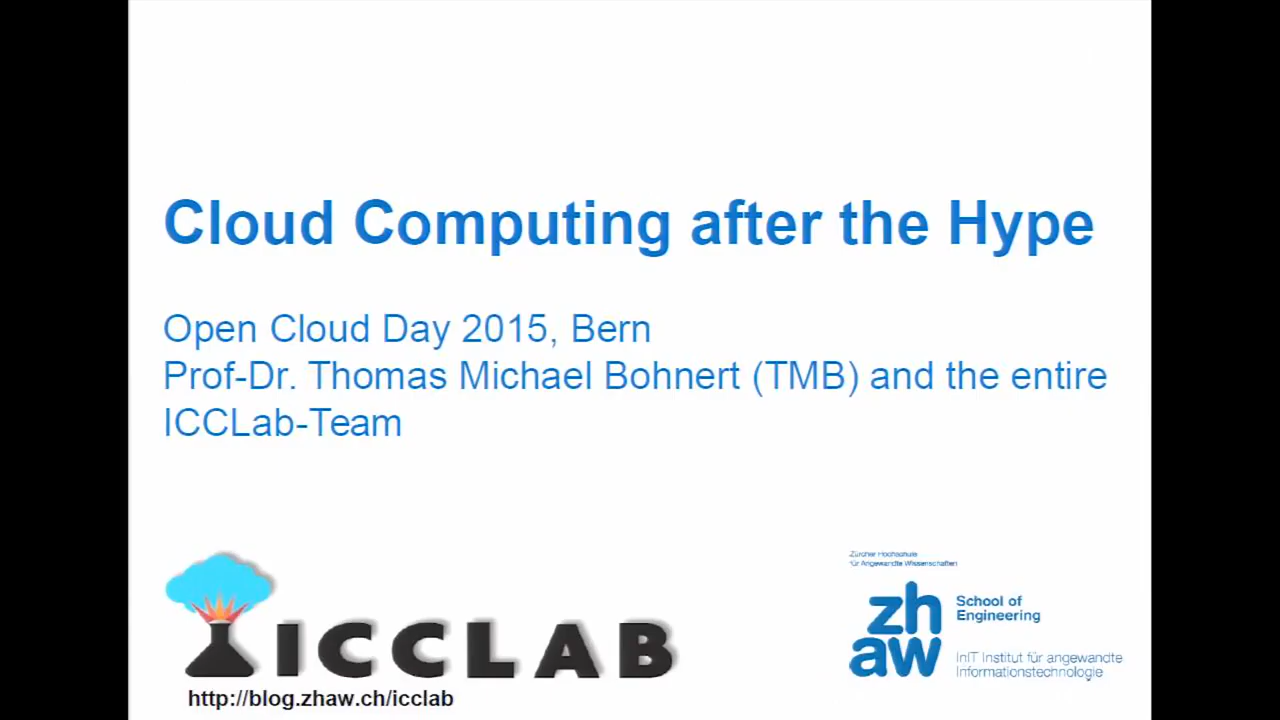 Cloud Computing after the Hype
Open Cloud Day 2015, Bern
Prof-Dr. Thomas Michael Bohnert (TMB) and the entire
ICCLab-Team
ICCLAB
http://blog.zhaw.ch/icclab
Zürcher Hochschule
für Angewandte Wissenschaften
zh
aw
School of
Engineering
InIT Institut für angewandte
Informationstechnologie